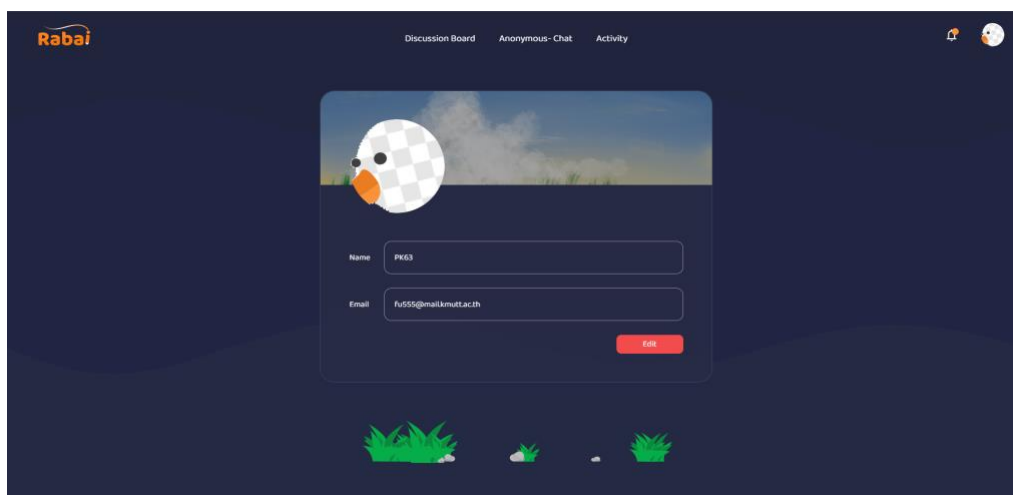 Rabai
Discussion Board Anonymous- Chat Activity
Name PK63
Email fu555@mail.kmutt.ac.th
Edit